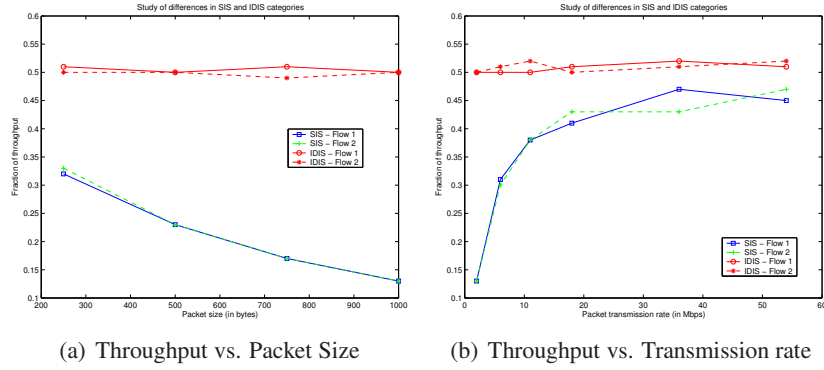 Study of differences in SIS and IDIS categories
0.6
0.55
0.5
0.45
0.4
0.35
0.3
0.25
0.2
0.15
0.1
Fraction of throughput
SIS − Flow 1
SIS − Flow 2
IDIS − Flow 1
IDIS − Flow 2
200 300 400 500 600 700 800 900 1000
Packet size (in bytes)
(a) Throughput vs. Packet Size
Study of differences in SIS and IDIS categories
0.6
0.55
0.5
0.45
0.4
0.35
0.3
0.25
0.2
0.15
0.1
Fraction of throughput
SIS − Flow 1
SIS − Flow 2
IDIS − Flow 1
IDIS − Flow 2
0 10 20 30 40 50 60
Packet transmission rate (in Mbps)
(b) Throughput vs. Transmission rate